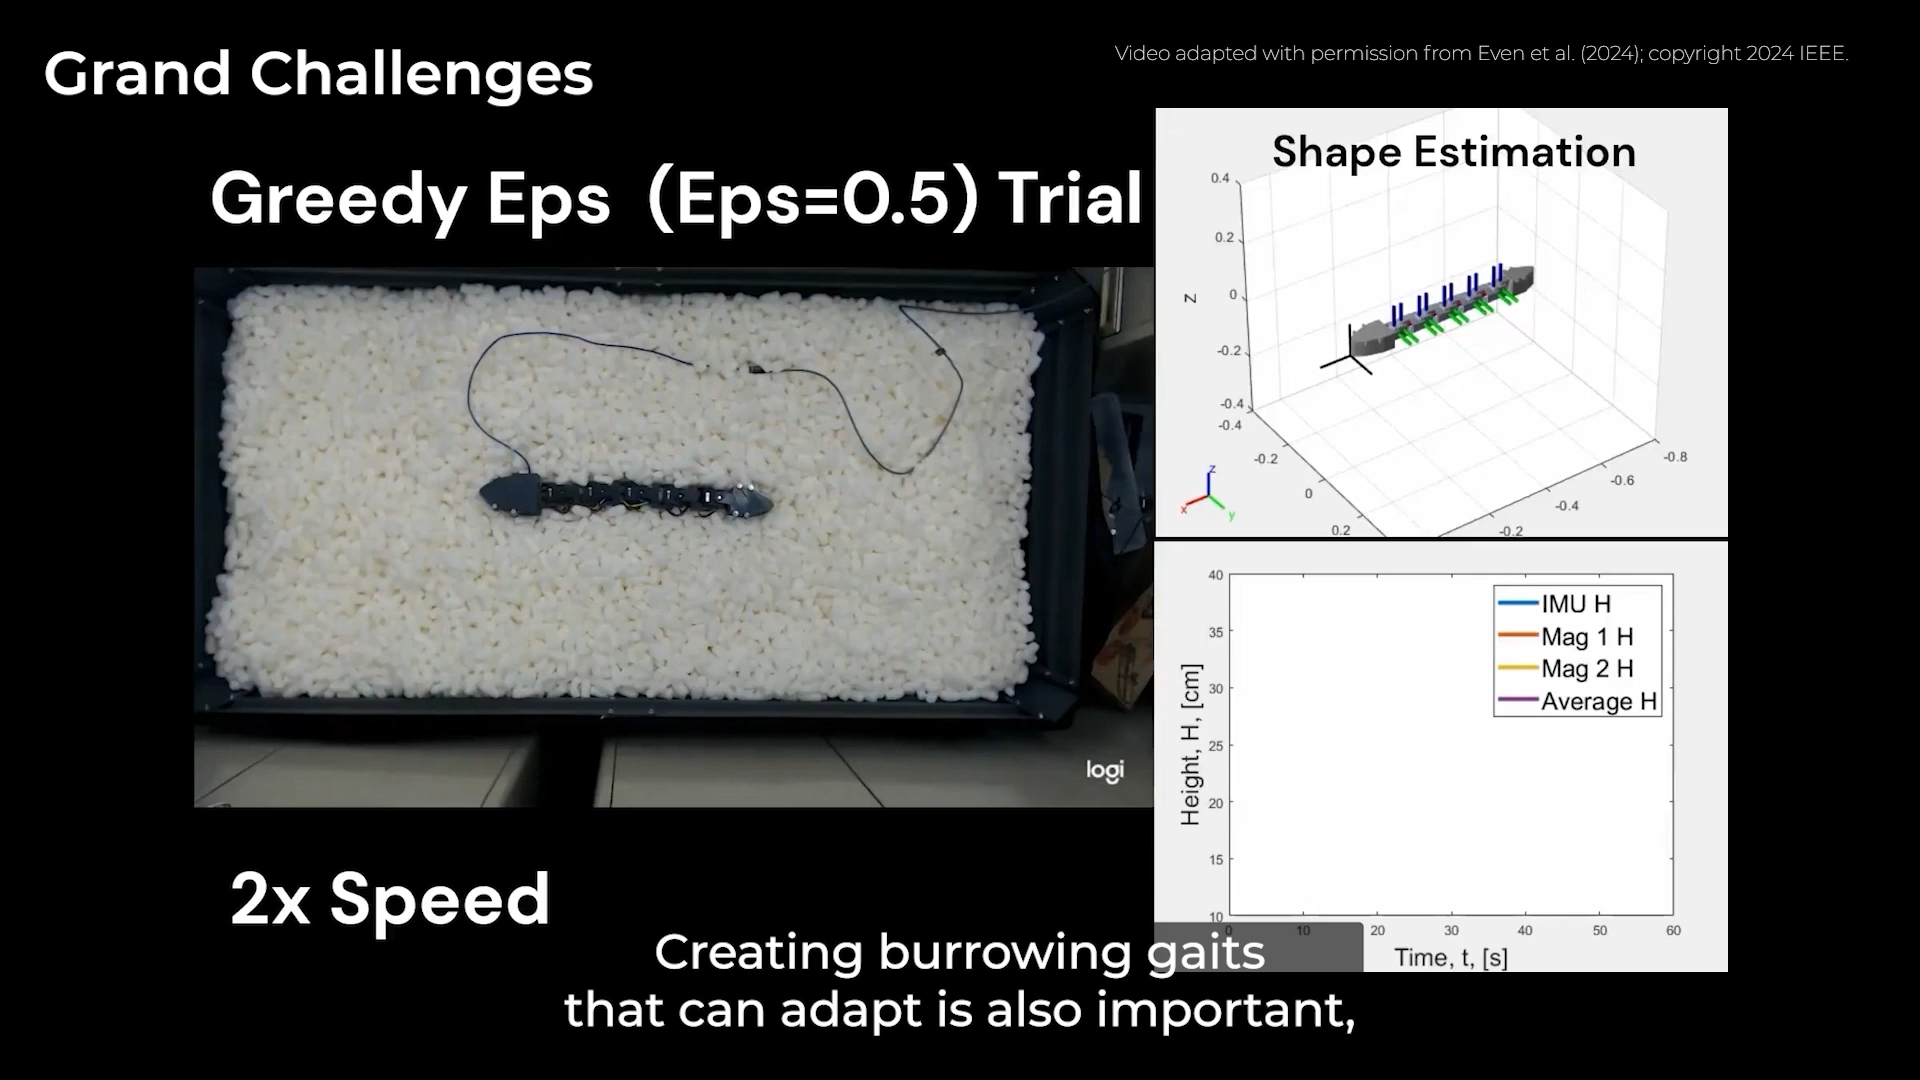 Grand Challenges
Video adapted with permission from Even et al. (2024); copyright 2024 IEEE.
Greedy Eps (Eps=0.5) Trial
Shape Estimation
0.4
0.2
0
-0.2
-0.4
Z
-0.4
-0.2
0
0.2
-0.8
-0.6
-0.4
-0.2
z
x
y
logi
40
35
30
25
20
15
10
Height, H, [cm]
IMU H
Mag 1 H
Mag 2 H
Average H
0 10 20 30 40 50 60
Time, t, [s]
2x Speed
Creating burrowing gaits
that can adapt is also important,